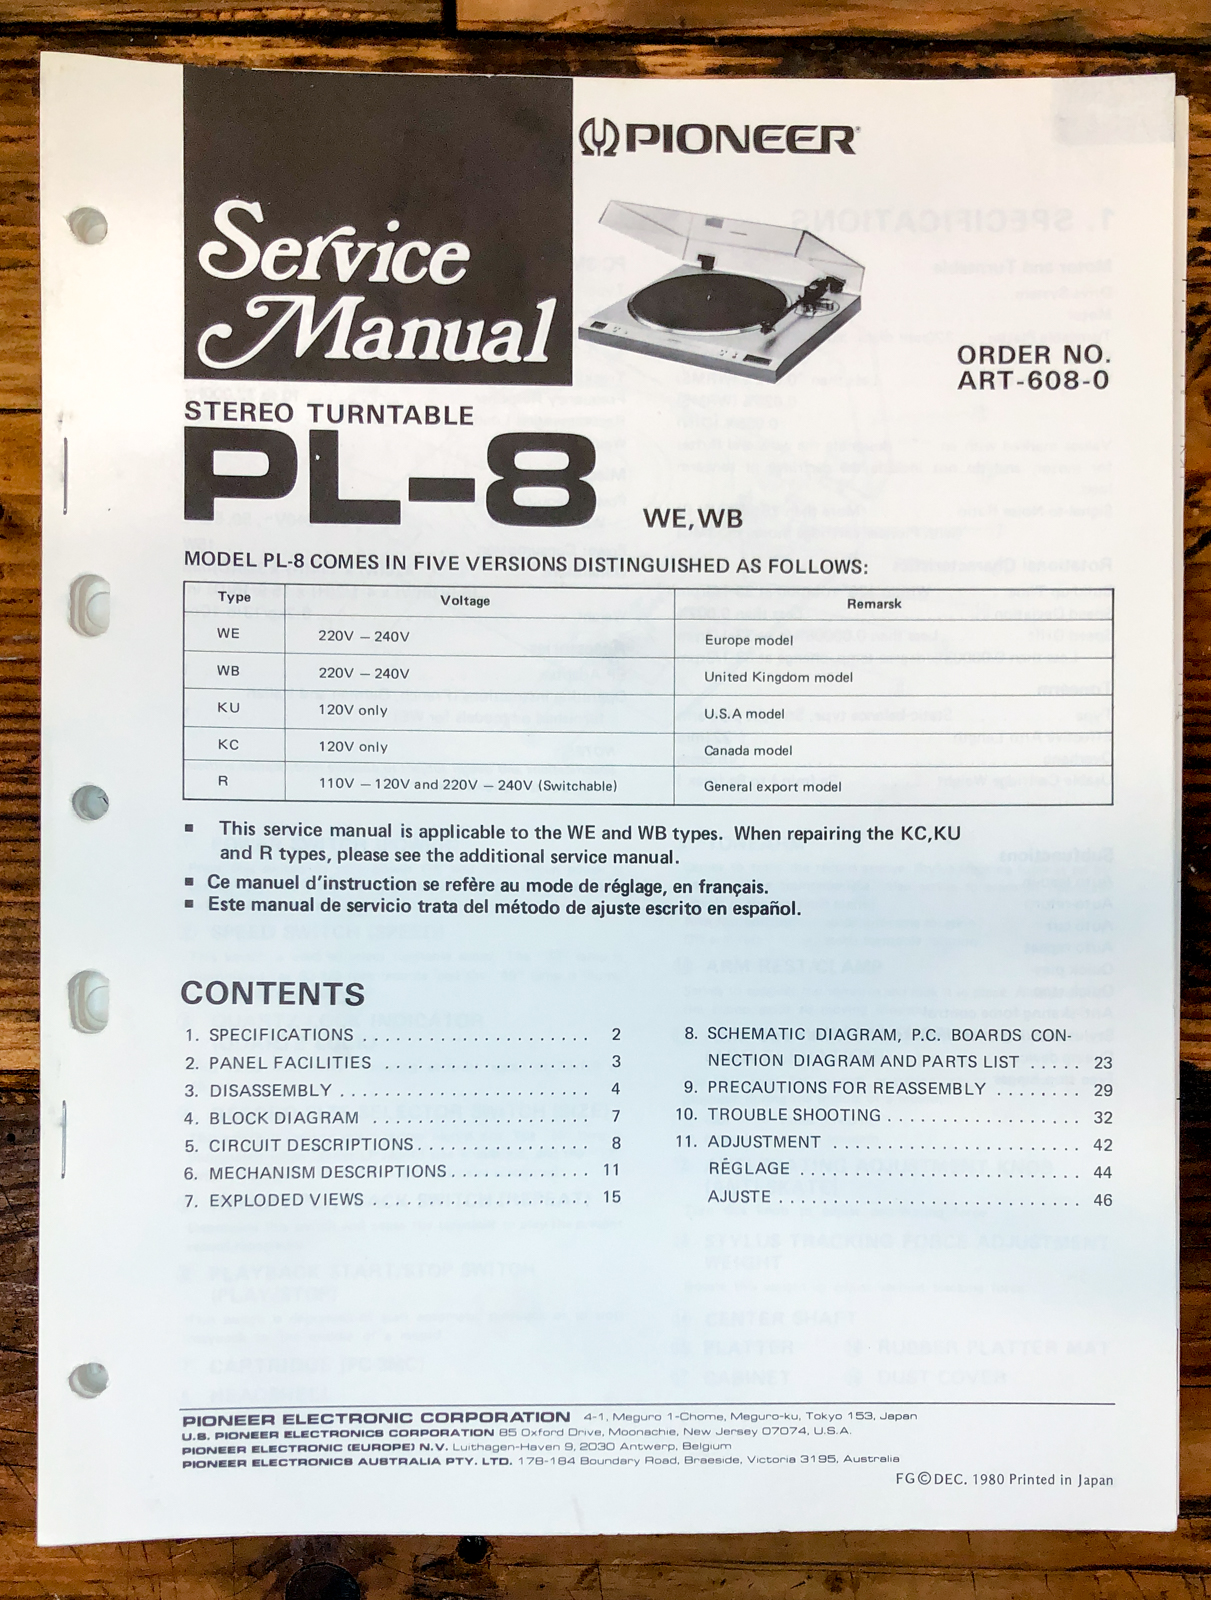 PIONEER
Service
Manual
ORDER NO.
ART-608-0
STEREO TURNTABLE
PL-8
WE,WB
MODEL PL-8 COMES IN FIVE VERSIONS DISTINGUISHED AS FOLLOWS:
Type Voltage Remarsk
WE 220V – 240V Europe model
WB 220V – 240V United Kingdom model
KU 120V only U.S.A model
KC 120V only Canada model
R 110V – 120V and 220V – 240V (Switchable) General export model
■ This service manual is applicable to the WE and WB types. When repairing the KC,KU
and R types, please see the additional service manual.
■ Ce manuel d'instruction se refère au mode de réglage, en français.
■ Este manual de servicio trata del método de ajuste escrito en español.
CONTENTS
1. SPECIFICATIONS . . . . . . . . . . . . . . . . . . . . 2
2. PANEL FACILITIES . . . . . . . . . . . . . . . . . . 3
3. DISASSEMBLY . . . . . . . . . . . . . . . . . . . . . . 4
4. BLOCK DIAGRAM . . . . . . . . . . . . . . . . . . . 7
5. CIRCUIT DESCRIPTIONS . . . . . . . . . . . . . . . 8
6. MECHANISM DESCRIPTIONS . . . . . . . . . . . . 11
7. EXPLODED VIEWS . . . . . . . . . . . . . . . . . . . 15
8. SCHEMATIC DIAGRAM, P.C. BOARDS CON-
NECTION DIAGRAM AND PARTS LIST . . . . . 23
9. PRECAUTIONS FOR REASSEMBLY . . . . . . . . 29
10. TROUBLE SHOOTING . . . . . . . . . . . . . . . . . 32
11. ADJUSTMENT . . . . . . . . . . . . . . . . . . . . . . 42
RÊGLAGE . . . . . . . . . . . . . . . . . . . . . . . . 44
AJUSTE . . . . . . . . . . . . . . . . . . . . . . . . . . 46
PIONEER ELECTRONIC CORPORATION 4-1, Meguro 1-Chome, Meguro-ku, Tokyo 153, Japan
U.S. PIONEER ELECTRONICS CORPORATION 85 Oxford Drive, Moonachie, New Jersey 07074, U.S.A.
PIONEER ELECTRONIC (EUROPE) N.V. Luithagen-Haven 9, 2030 Antwerp, Belgium
PIONEER ELECTRONICS AUSTRALIA PTY. LTD. 178-184 Boundary Road, Braeside, Victoria 3195, Australia
FG©DEC. 1980 Printed in Japan